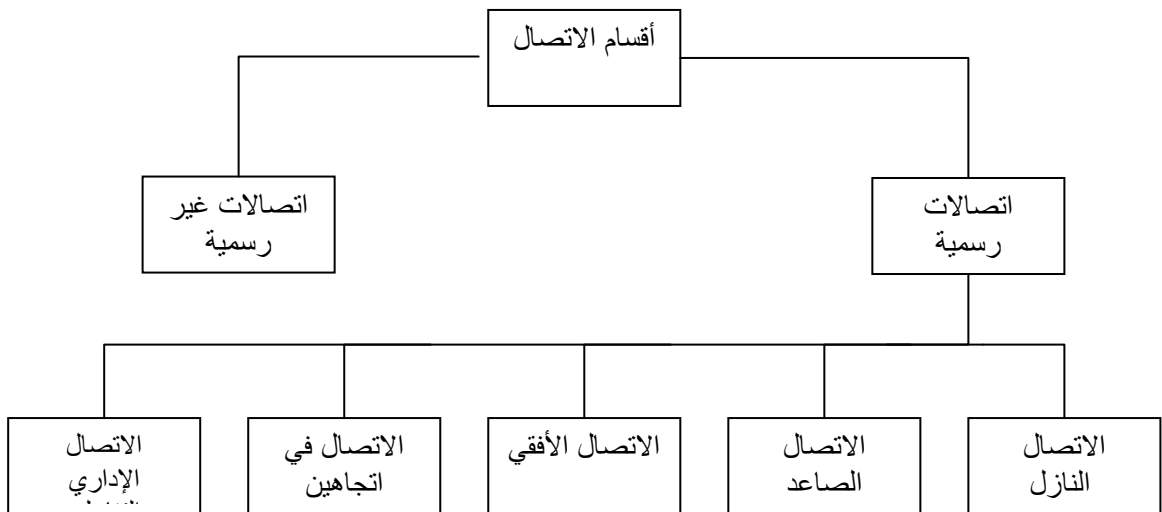 أقسام الاتصال
اتصالات
رسمية
اتصالات غير
رسمية
الاتصال
النازل
الاتصال
الصاعد
الاتصال الأفقي
الاتصال في
اتجاهين
الاتصال
الإداري